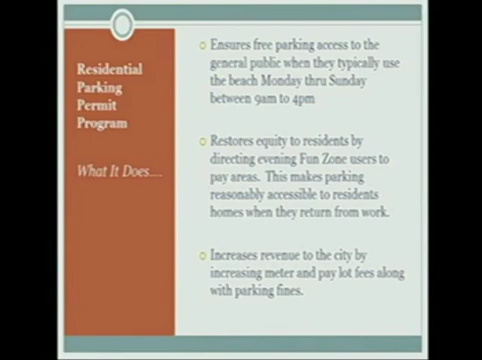 Residential
Parking
Permit
Program
What It Does....
Ensures free parking access to the
general public when they typically use
the beach Monday thru Sunday
between 9am to 4pm
Restores equity to residents by
directing evening Fun Zone users to
pay areas. This makes parking
reasonably accessible to residents
homes when they return from work.
Increases revenue to the city by
increasing meter and pay lot fees along
with parking fines.